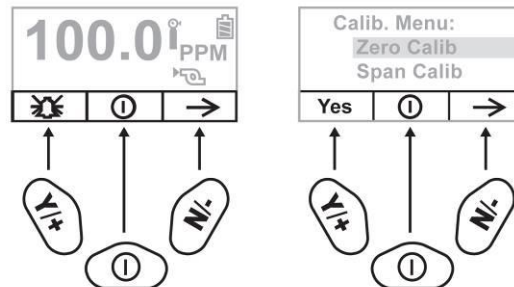 100.0 PPM
Y/+
N/-
Calib. Menu:
Zero Calib
Span Calib
Yes
Y/+
N/-